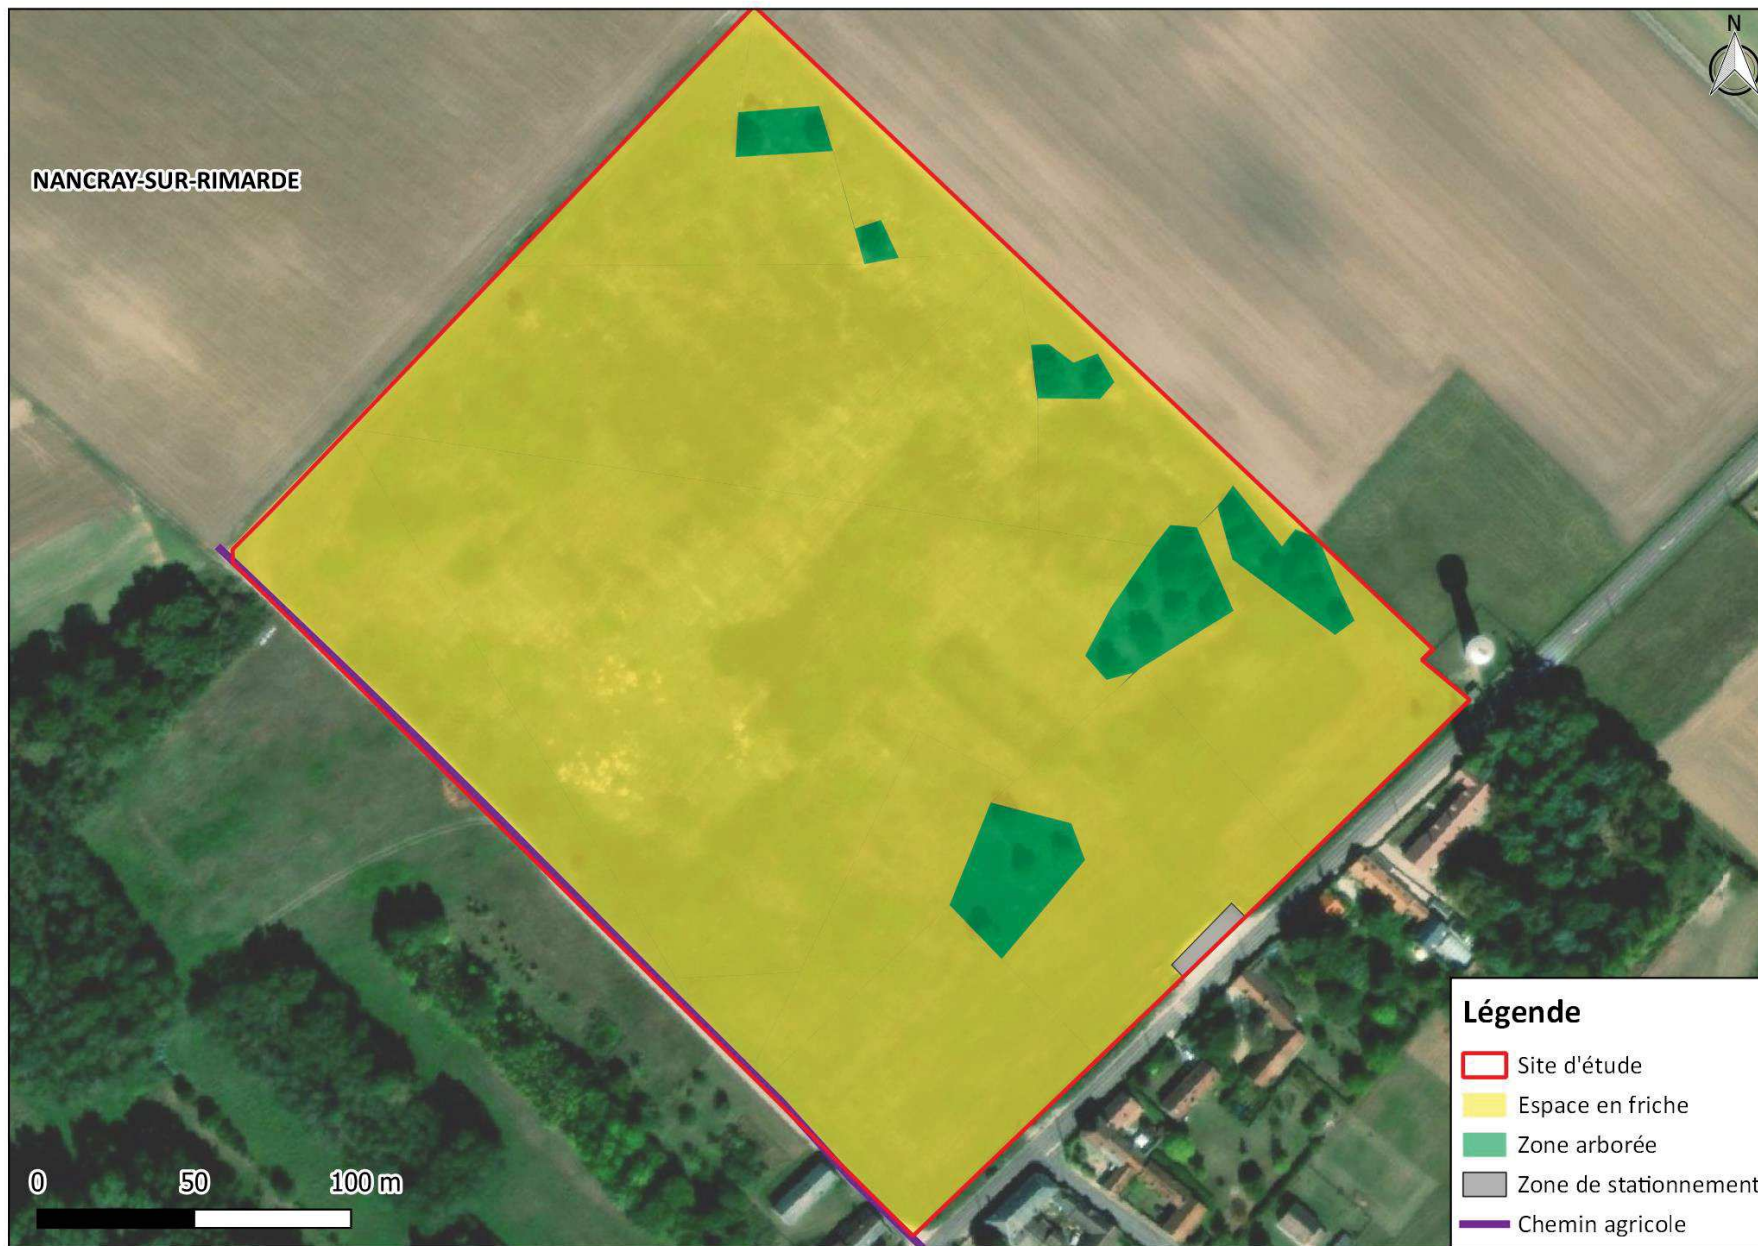 N
NANCRAY-SUR-RIMARDE
Légende
Site d'étude
Espace en friche
Zone arborée
Zone de stationnement
Chemin agricole
0 50 100 m